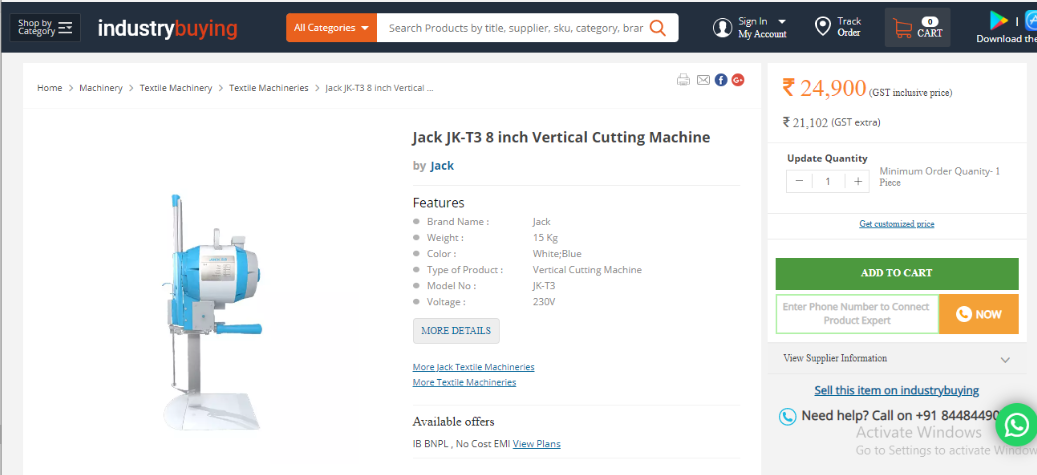 Shop by
Category
industrybuying
All Categories
Search Products by title, supplier, sku, category, brar
Sign In
My Account
Track
Order
0
CART
Download the
Home > Machinery > Textile Machinery > Textile Machineries > Jack JK-T3 8 inch Vertical ...
Jack JK-T3 8 inch Vertical Cutting Machine
by Jack
Features
Brand Name : Jack
Weight : 15 Kg
Color : White;Blue
Type of Product : Vertical Cutting Machine
Model No : JK-T3
Voltage : 230V
MORE DETAILS
More Jack Textile Machineries
More Textile Machineries
Available offers
IB BNPL , No Cost EMI View Plans
₹ 24,900 (GST inclusive price)
₹ 21,102 (GST extra)
Update Quantity
− 1 +
Minimum Order Quanity- 1
Piece
Get customized price
ADD TO CART
Enter Phone Number to Connect
Product Expert
NOW
View Supplier Information
Sell this item on industrybuying
Need help? Call on +91 84484490
Activate Windows
Go to Settings to activate Window